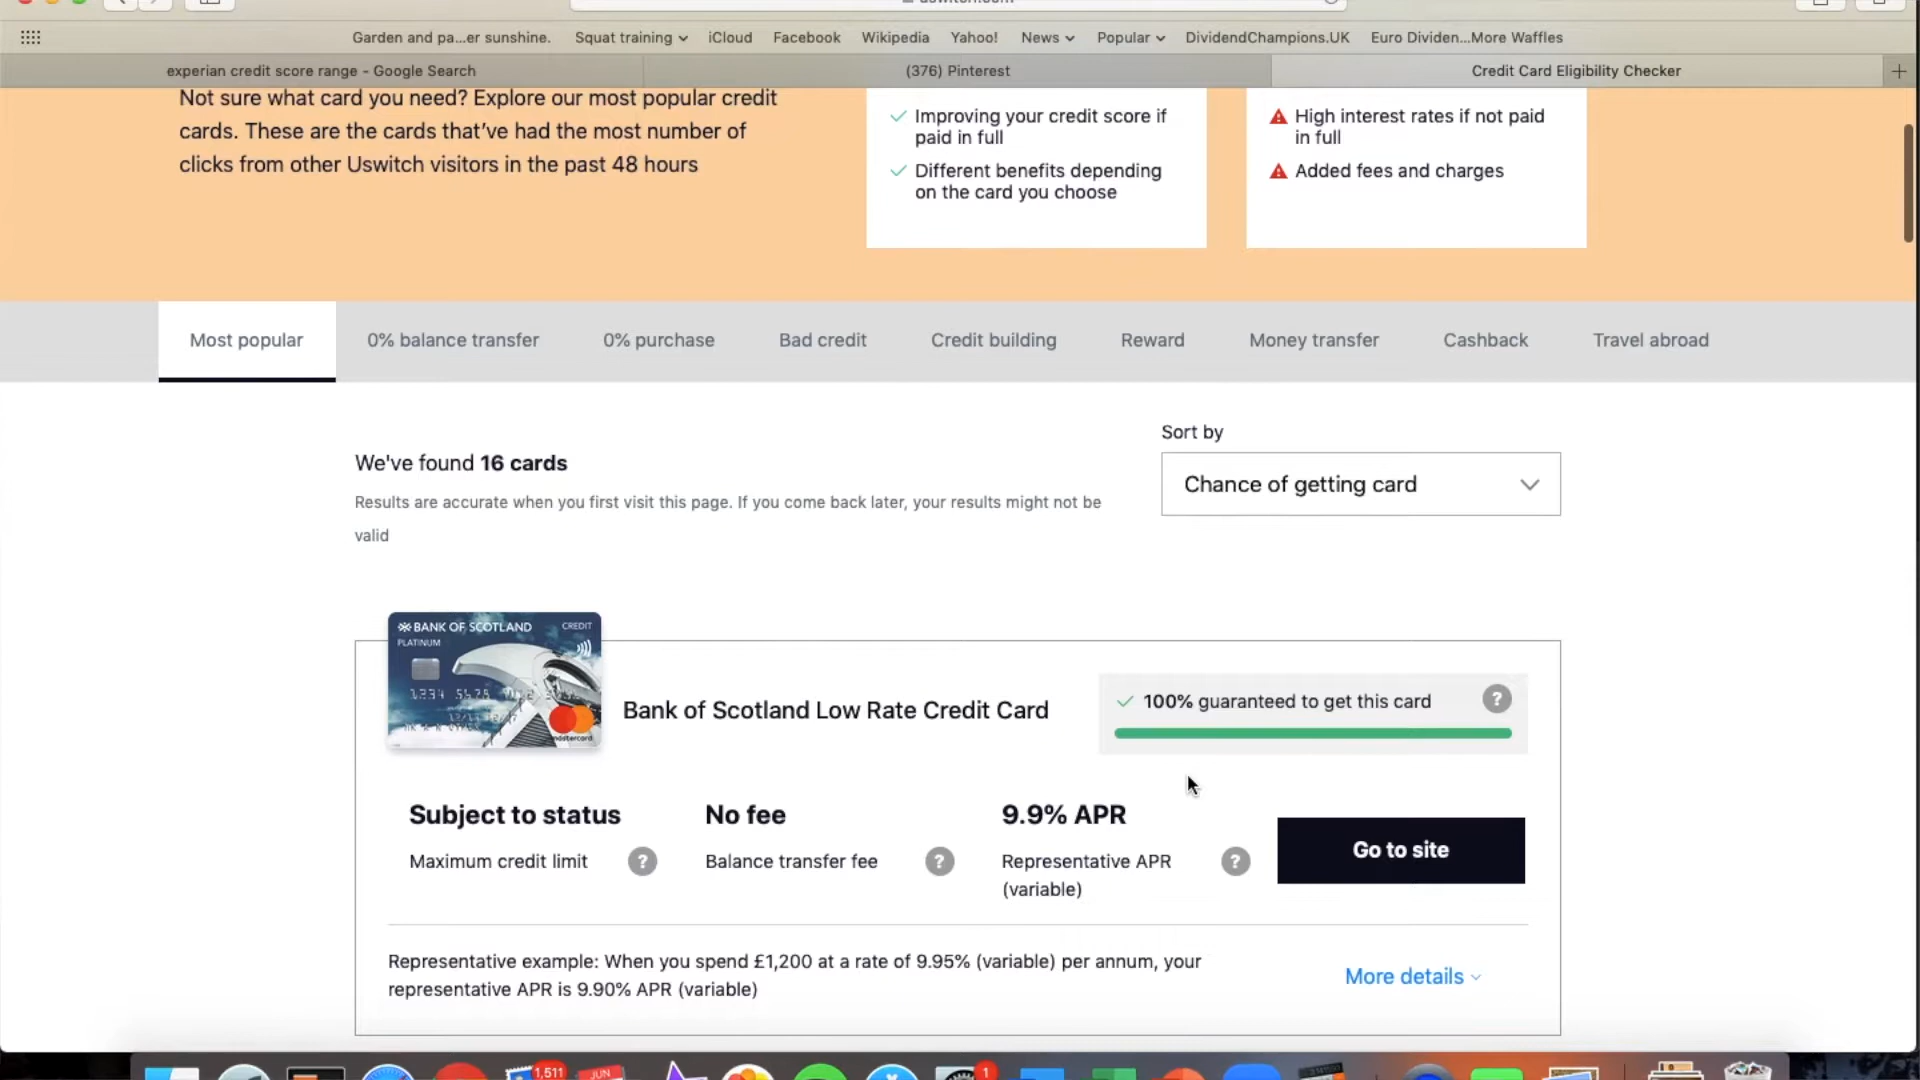 Garden and pa...er sunshine. Squat training iCloud Facebook Wikipedia Yahoo! News Popular DividendChampions.UK Euro Dividen...More Waffles
experian credit score range - Google Search (376) Pinterest Credit Card Eligibility Checker
Not sure what card you need? Explore our most popular credit
cards. These are the cards that've had the most number of
clicks from other Uswitch visitors in the past 48 hours
Improving your credit score if
paid in full
Different benefits depending
on the card you choose
High interest rates if not paid
in full
Added fees and charges
Most popular 0% balance transfer 0% purchase Bad credit Credit building Reward Money transfer Cashback Travel abroad
Sort by
Chance of getting card
We've found 16 cards
Results are accurate when you first visit this page. If you come back later, your results might not be
valid
BANK OF SCOTLAND CREDIT
PLATINUM
mastercard
Bank of Scotland Low Rate Credit Card
100% guaranteed to get this card ?
Subject to status
Maximum credit limit ?
No fee
Balance transfer fee ?
9.9% APR
Representative APR ?
(variable)
Go to site
Representative example: When you spend £1,200 at a rate of 9.95% (variable) per annum, your
representative APR is 9.90% APR (variable)
More details
1,511 JUN 1